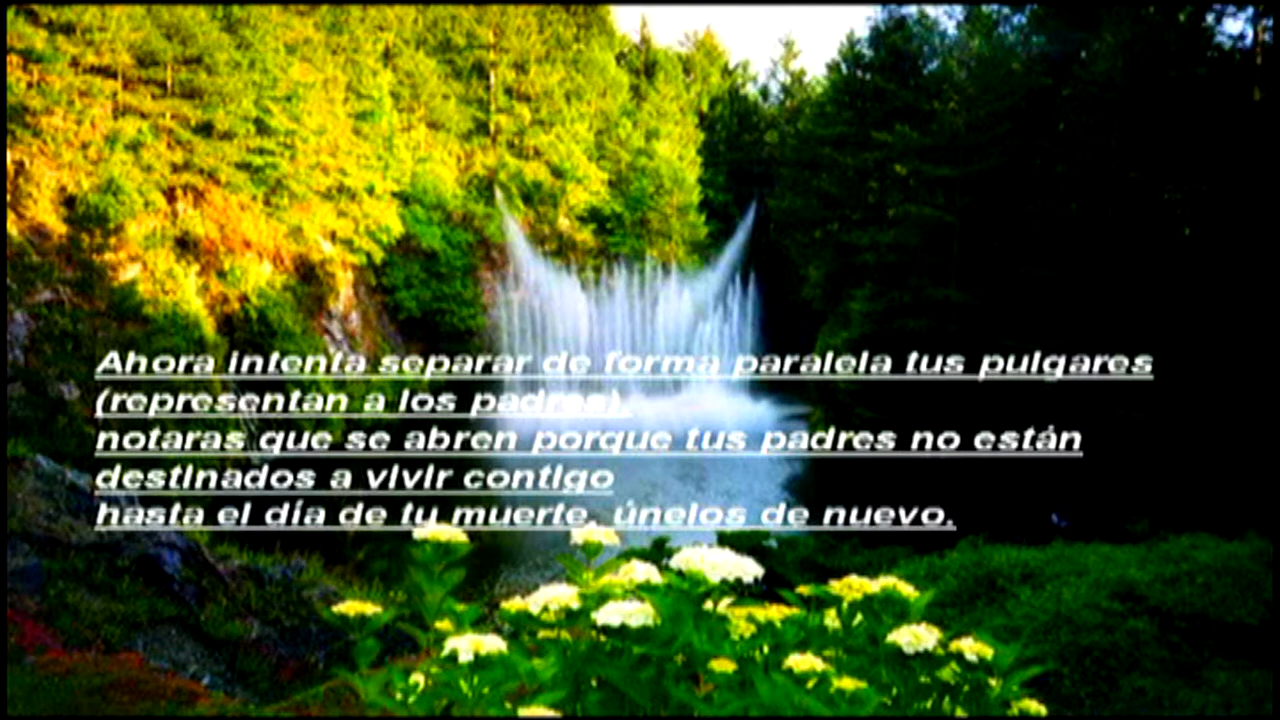 Ahora intenta separar de forma paralela tus pulgares
(representan a los padres),
notaras que se abren porque tus padres no están
destinados a vivir contigo
hasta el día de tu muerte, únelos de nuevo.